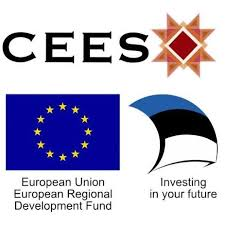 CEES
European Union
European Regional
Development Fund
Investing
in your future